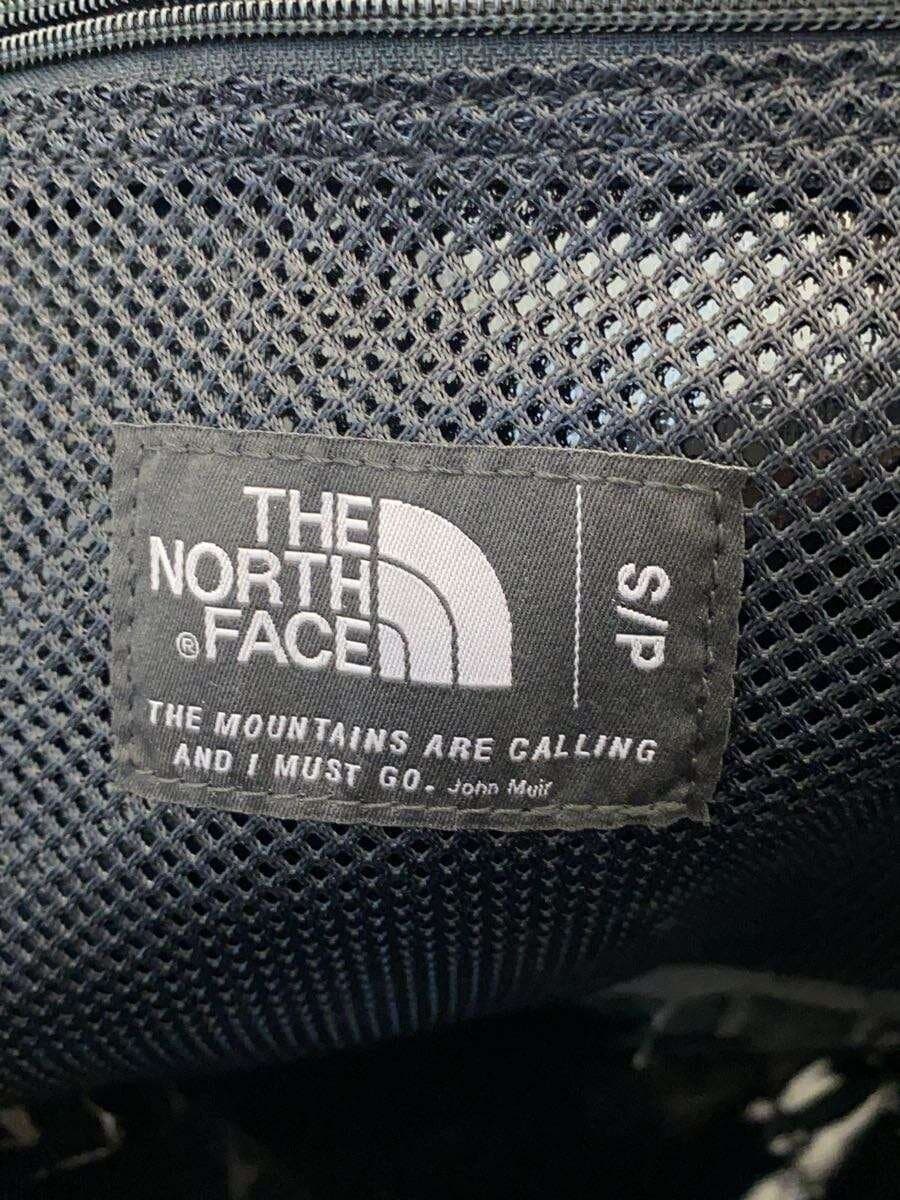 THE
NORTH
®FACE
S/P
THE MOUNTAINS ARE CALLING
AND I MUST GO. John Muir